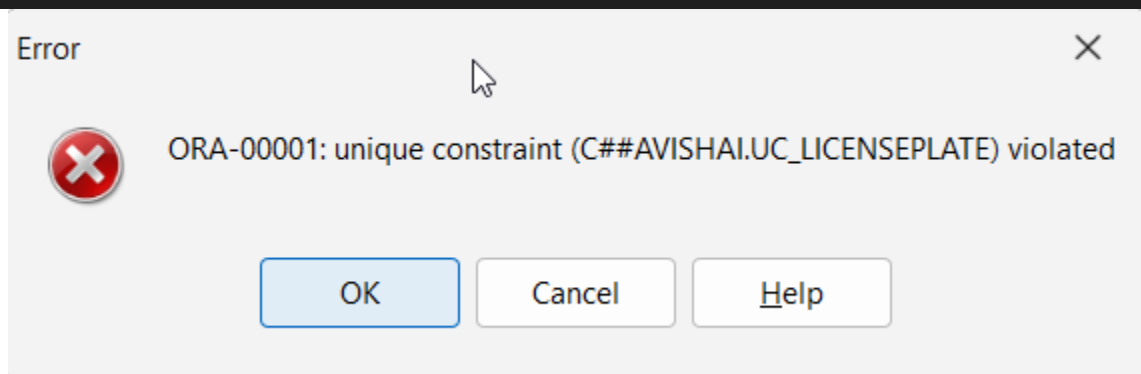 Error
ORA-00001: unique constraint (C##AVISHAI.UC_LICENSEPLATE) violated
OK
Cancel
Help